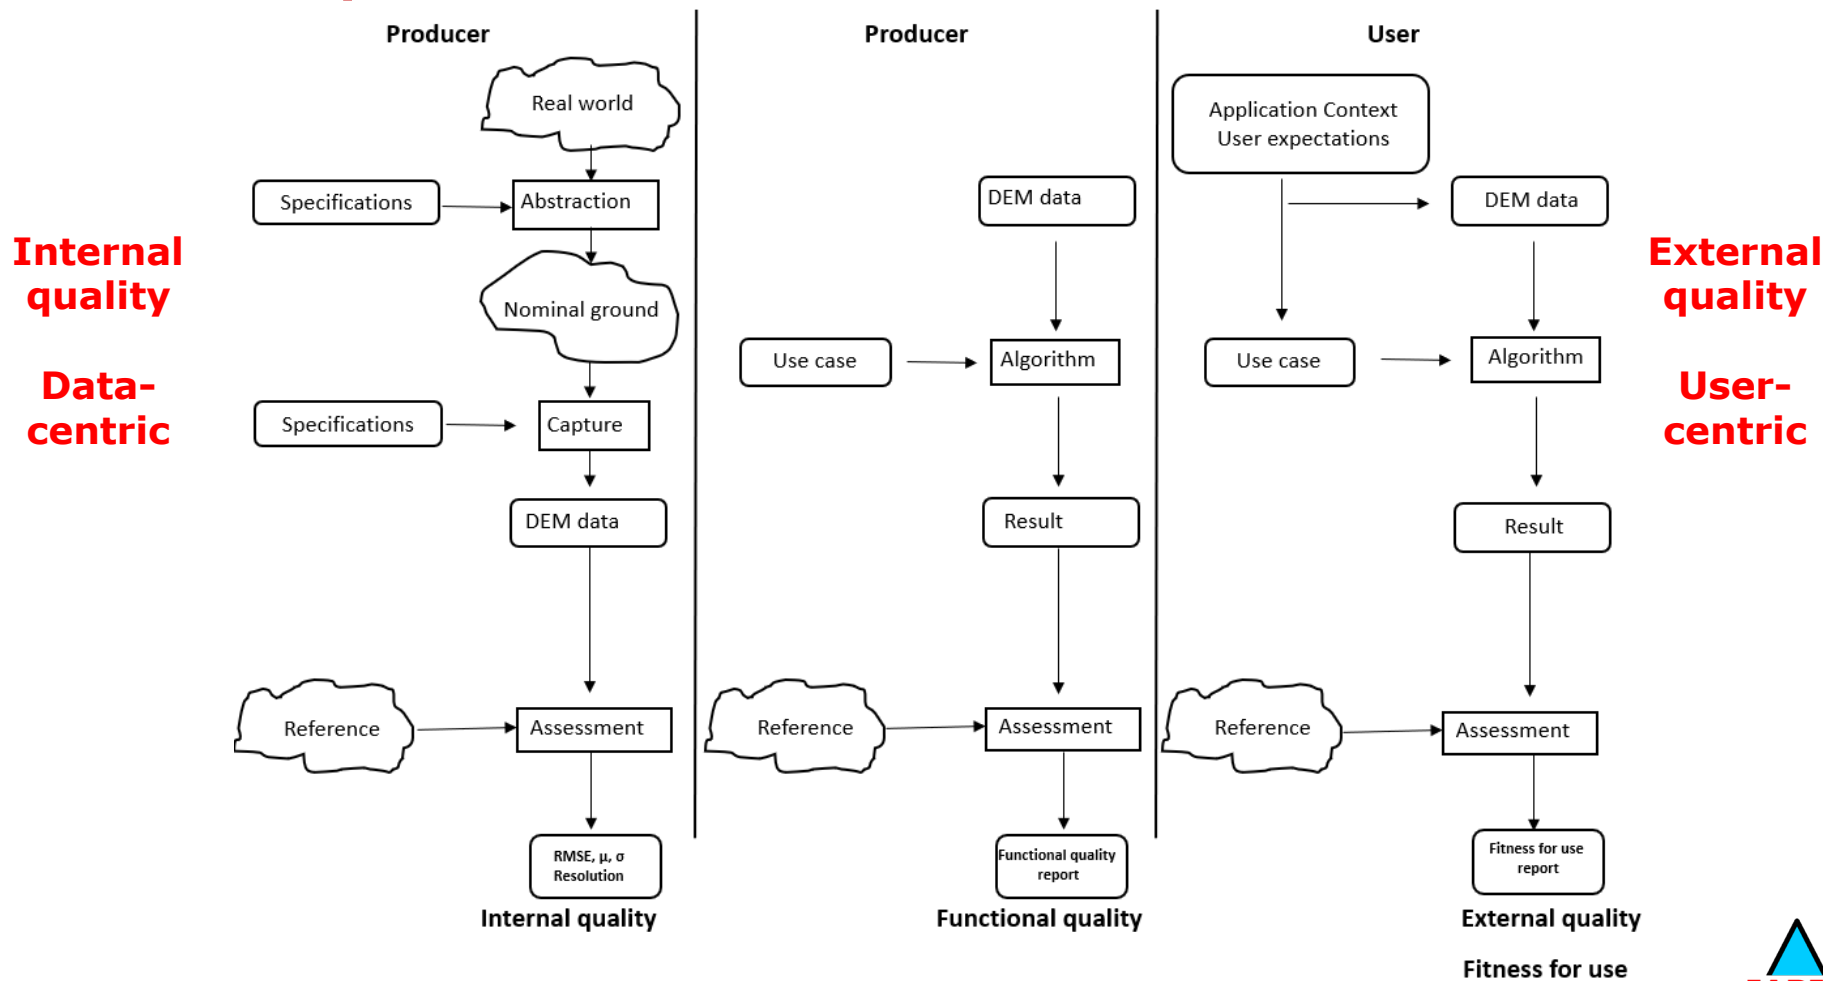 Producer
Real world
Specifications
Abstraction
Nominal ground
Specifications
Capture
DEM data
Reference
Assessment
RMSE, μ, σ
Resolution
Internal quality
Internal
quality
Data-
centric
Producer
DEM data
Use case
Algorithm
Result
Reference
Assessment
Functional quality
report
Functional quality
User
Application Context
User expectations
DEM data
Use case
Algorithm
Result
Reference
Assessment
Fitness for use
report
External quality
Fitness for use
External
quality
User-
centric